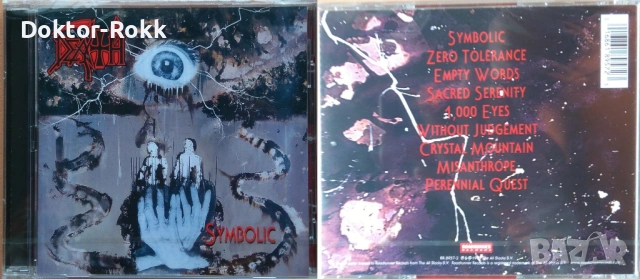 Doktor-Rokk
DEATH
SYMBOLIC
SYMBOLIC
ZERO TOLERANCE
EMPTY WORDS
SACRED SERENITY
1,000 EYES
WITHOUT JUDGEMENT
CRYSTAL MOUNTAIN
MISANTHROPE
PERENNIAL QUEST
bazar